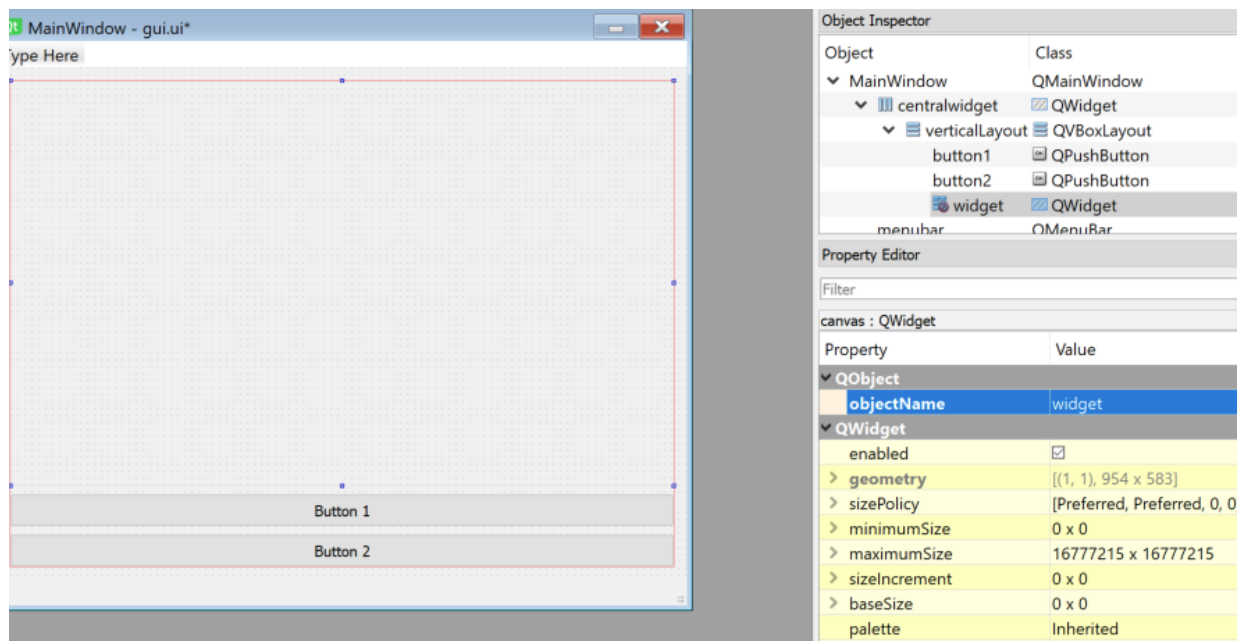 Qt MainWindow - gui.ui*
Type Here
Button 1
Button 2
Object Inspector
Object Class
MainWindow QMainWindow
centralwidget QWidget
verticalLayout QVBoxLayout
button1 QPushButton
button2 QPushButton
widget QWidget
menubar QMenuBar
Property Editor
Filter
canvas : QWidget
Property Value
QObject
objectName widget
QWidget
enabled
geometry [(1, 1), 954 x 583]
sizePolicy [Preferred, Preferred, 0, 0
minimumSize 0 x 0
maximumSize 16777215 x 16777215
sizeIncrement 0 x 0
baseSize 0 x 0
palette Inherited